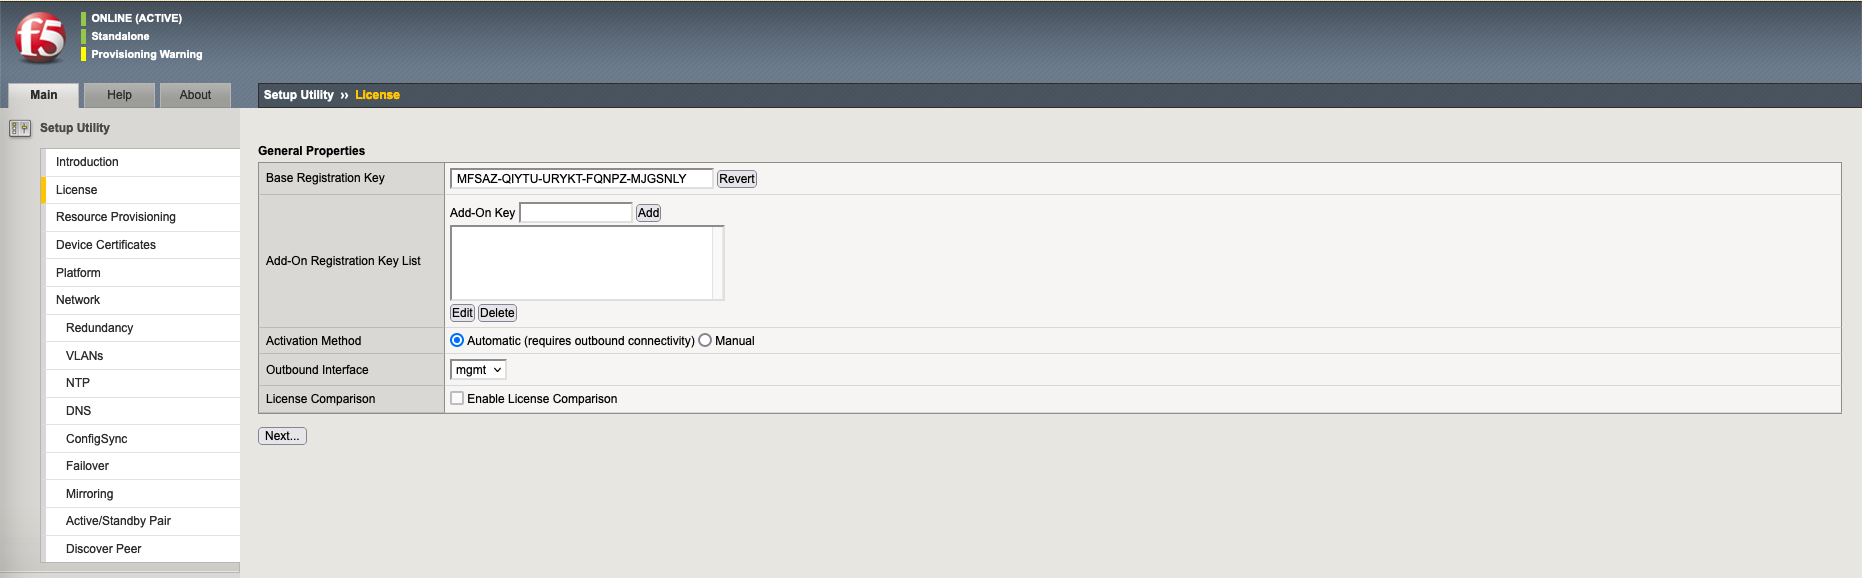 f5
ONLINE (ACTIVE)
Standalone
Provisioning Warning
Main Help About
Setup Utility ›› License
Setup Utility
Introduction
License
Resource Provisioning
Device Certificates
Platform
Network
Redundancy
VLANs
NTP
DNS
ConfigSync
Failover
Mirroring
Active/Standby Pair
Discover Peer
General Properties
Base Registration Key MFSAZ-QIYTU-URYKT-FQNPZ-MJGSNLY Revert
Add-On Registration Key List
Add-On Key Add
Edit Delete
Activation Method Automatic (requires outbound connectivity) Manual
Outbound Interface mgmt
License Comparison Enable License Comparison
Next...